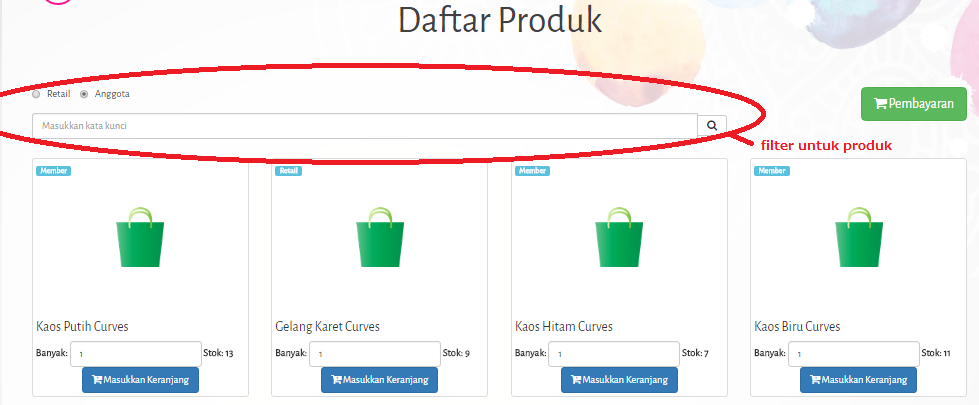 Daftar Produk
Retail Anggota
Pembayaran
Masukkan kata kunci
filter untuk produk
Member Retail Member Member
Kaos Putih Curves Gelang Karet Curves Kaos Hitam Curves Kaos Biru Curves
Banyak: 1 Stok: 13 Banyak: 1 Stok: 9 Banyak: 1 Stok: 7 Banyak: 1 Stok: 11
Masukkan Keranjang Masukkan Keranjang Masukkan Keranjang Masukkan Keranjang